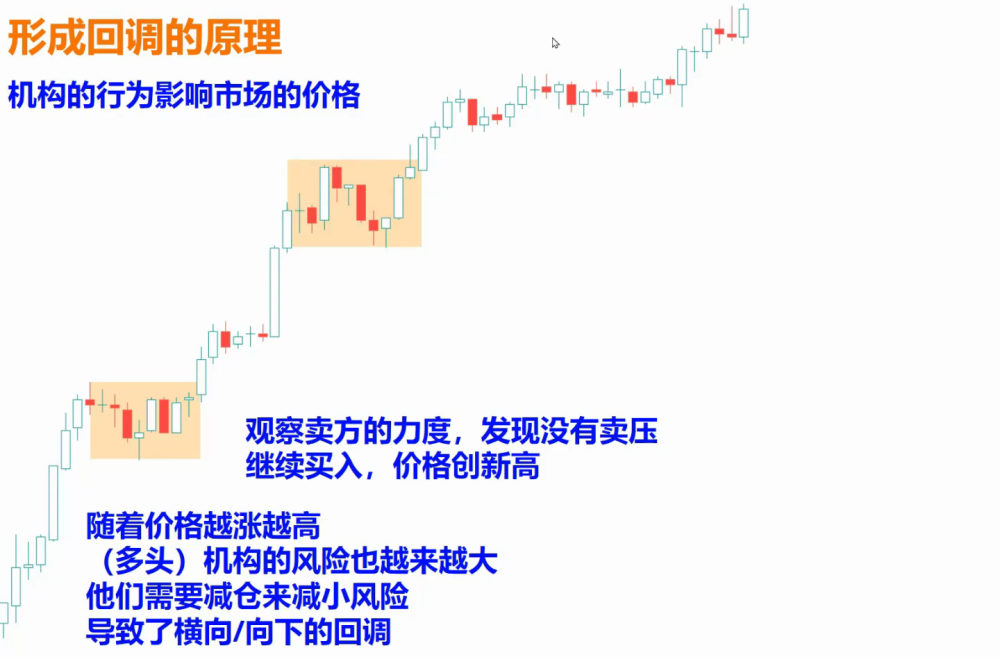 形成回调的原理
机构的行为影响市场的价格
观察卖方的力度，发现没有卖压
继续买入，价格创新高
随着价格越涨越高
（多头）机构的风险也越来越大
他们需要减仓来减小风险
导致了横向/向下的回调